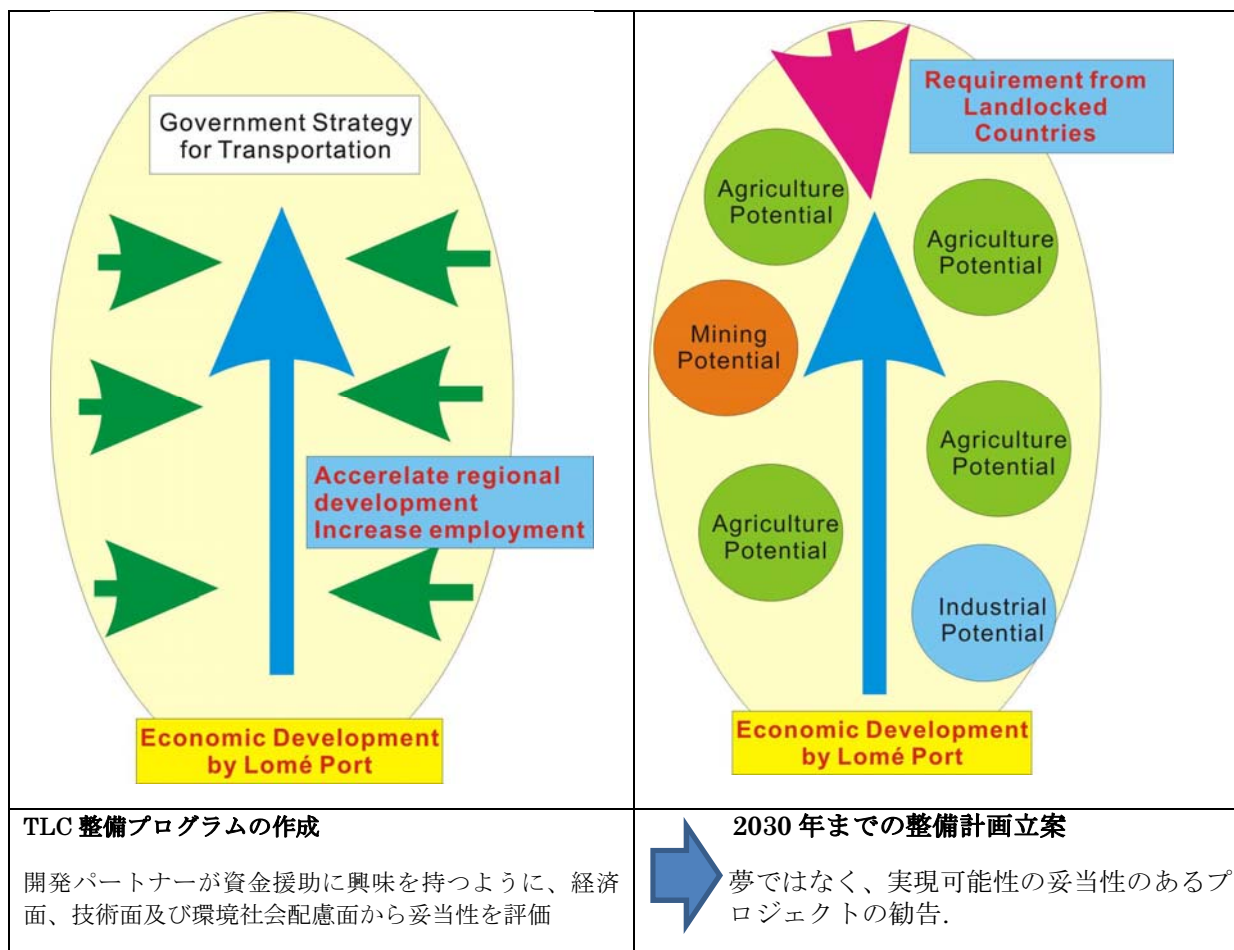 Government Strategy
for Transportation
Accerelate regional
development
Increase employment
Economic Development
by Lomé Port
Requirement from
Landlocked
Countries
Agriculture
Potential
Agriculture
Potential
Mining
Potential
Agriculture
Potential
Agriculture
Potential
Industrial
Potential
Economic Development
by Lomé Port
TLC 整備プログラムの作成
開発パートナーが資金援助に興味を持つように、経済
面、技術面及び環境社会配慮面から妥当性を評価
2030 年までの整備計画立案
夢ではなく、実現可能性の妥当性のあるプ
ロジェクトの勧告.